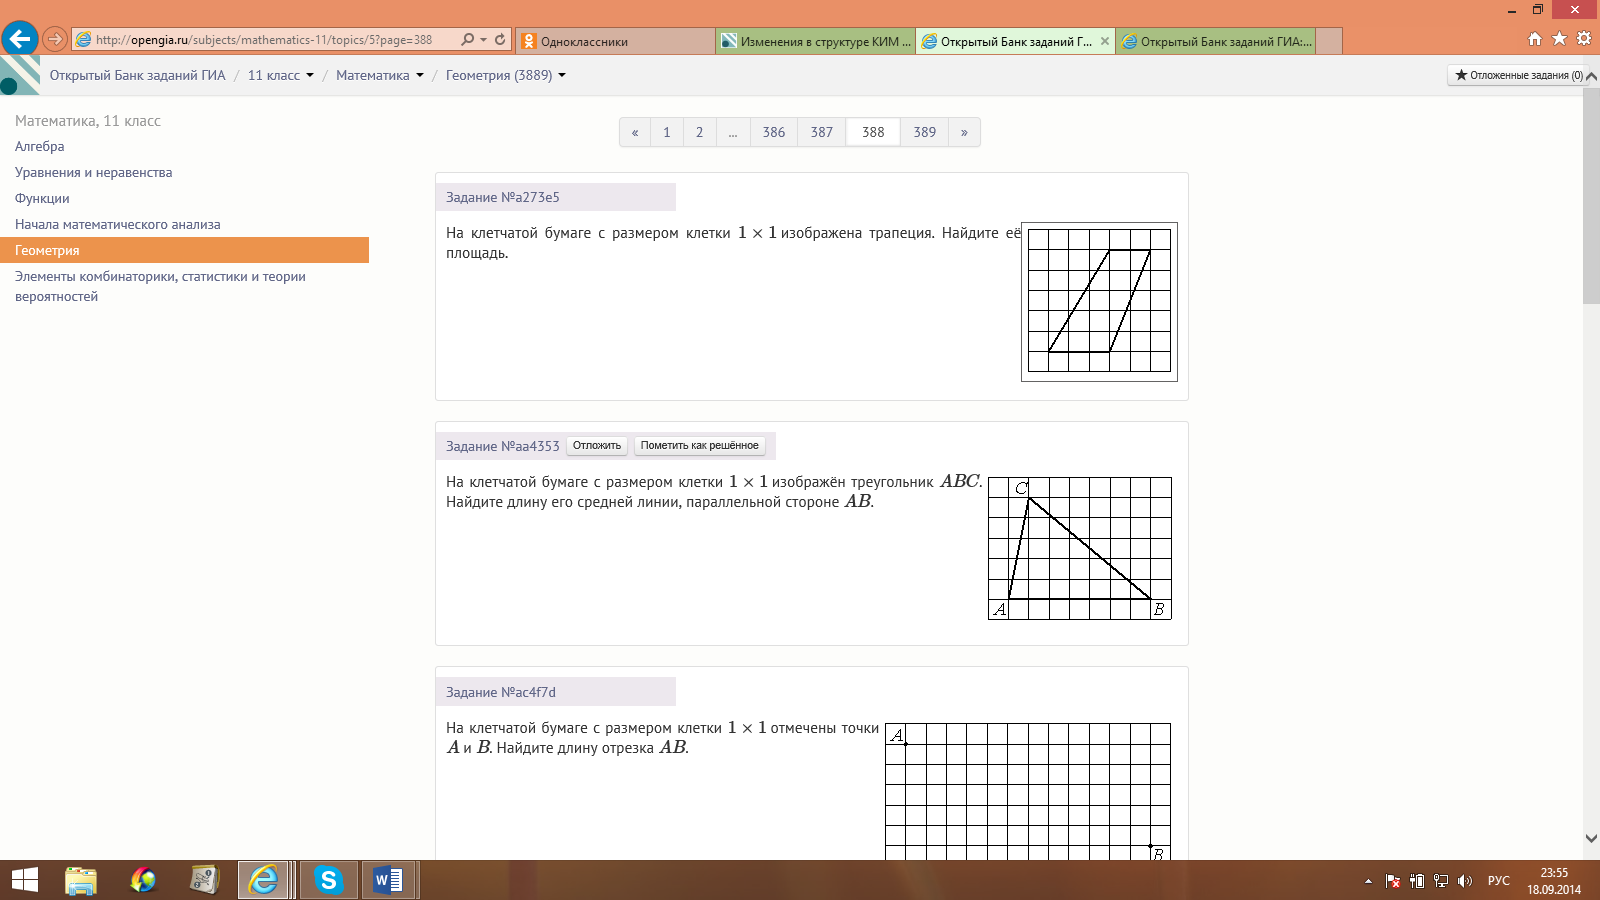 http://opengia.ru/subjects/mathematics-11/topics/5?page=388
Одноклассники
Изменения в структуре КИМ ...
Открытый Банк заданий Г...
Открытый Банк заданий ГИА:...
Открытый Банк заданий ГИА / 11 класс / Математика / Геометрия (3889)
★ Отложенные задания (0)
Математика, 11 класс
Алгебра
Уравнения и неравенства
Функции
Начала математического анализа
Геометрия
Элементы комбинаторики, статистики и теории
вероятностей
« 1 2 ... 386 387 388 389 »
Задание №a273e5
На клетчатой бумаге с размером клетки 1 × 1 изображена трапеция. Найдите её
площадь.
Задание №aa4353 Отложить Пометить как решённое
На клетчатой бумаге с размером клетки 1 × 1 изображён треугольник ABC.
Найдите длину его средней линии, параллельной стороне AB.
C
A
B
Задание №ac4f7d
На клетчатой бумаге с размером клетки 1 × 1 отмечены точки
A и B. Найдите длину отрезка AB.
A
B
РУС
23:55
18.09.2014